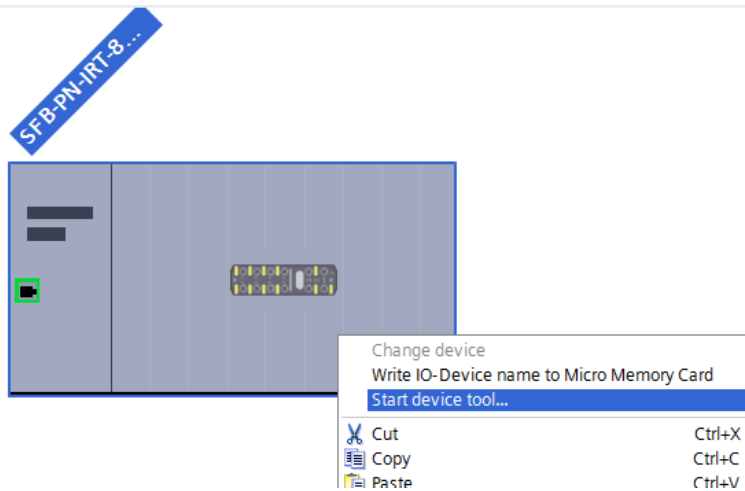 SFB-PN-IRT-8...
Change device
Write IO-Device name to Micro Memory Card
Start device tool...
Cut Ctrl+X
Copy Ctrl+C
Paste Ctrl+V